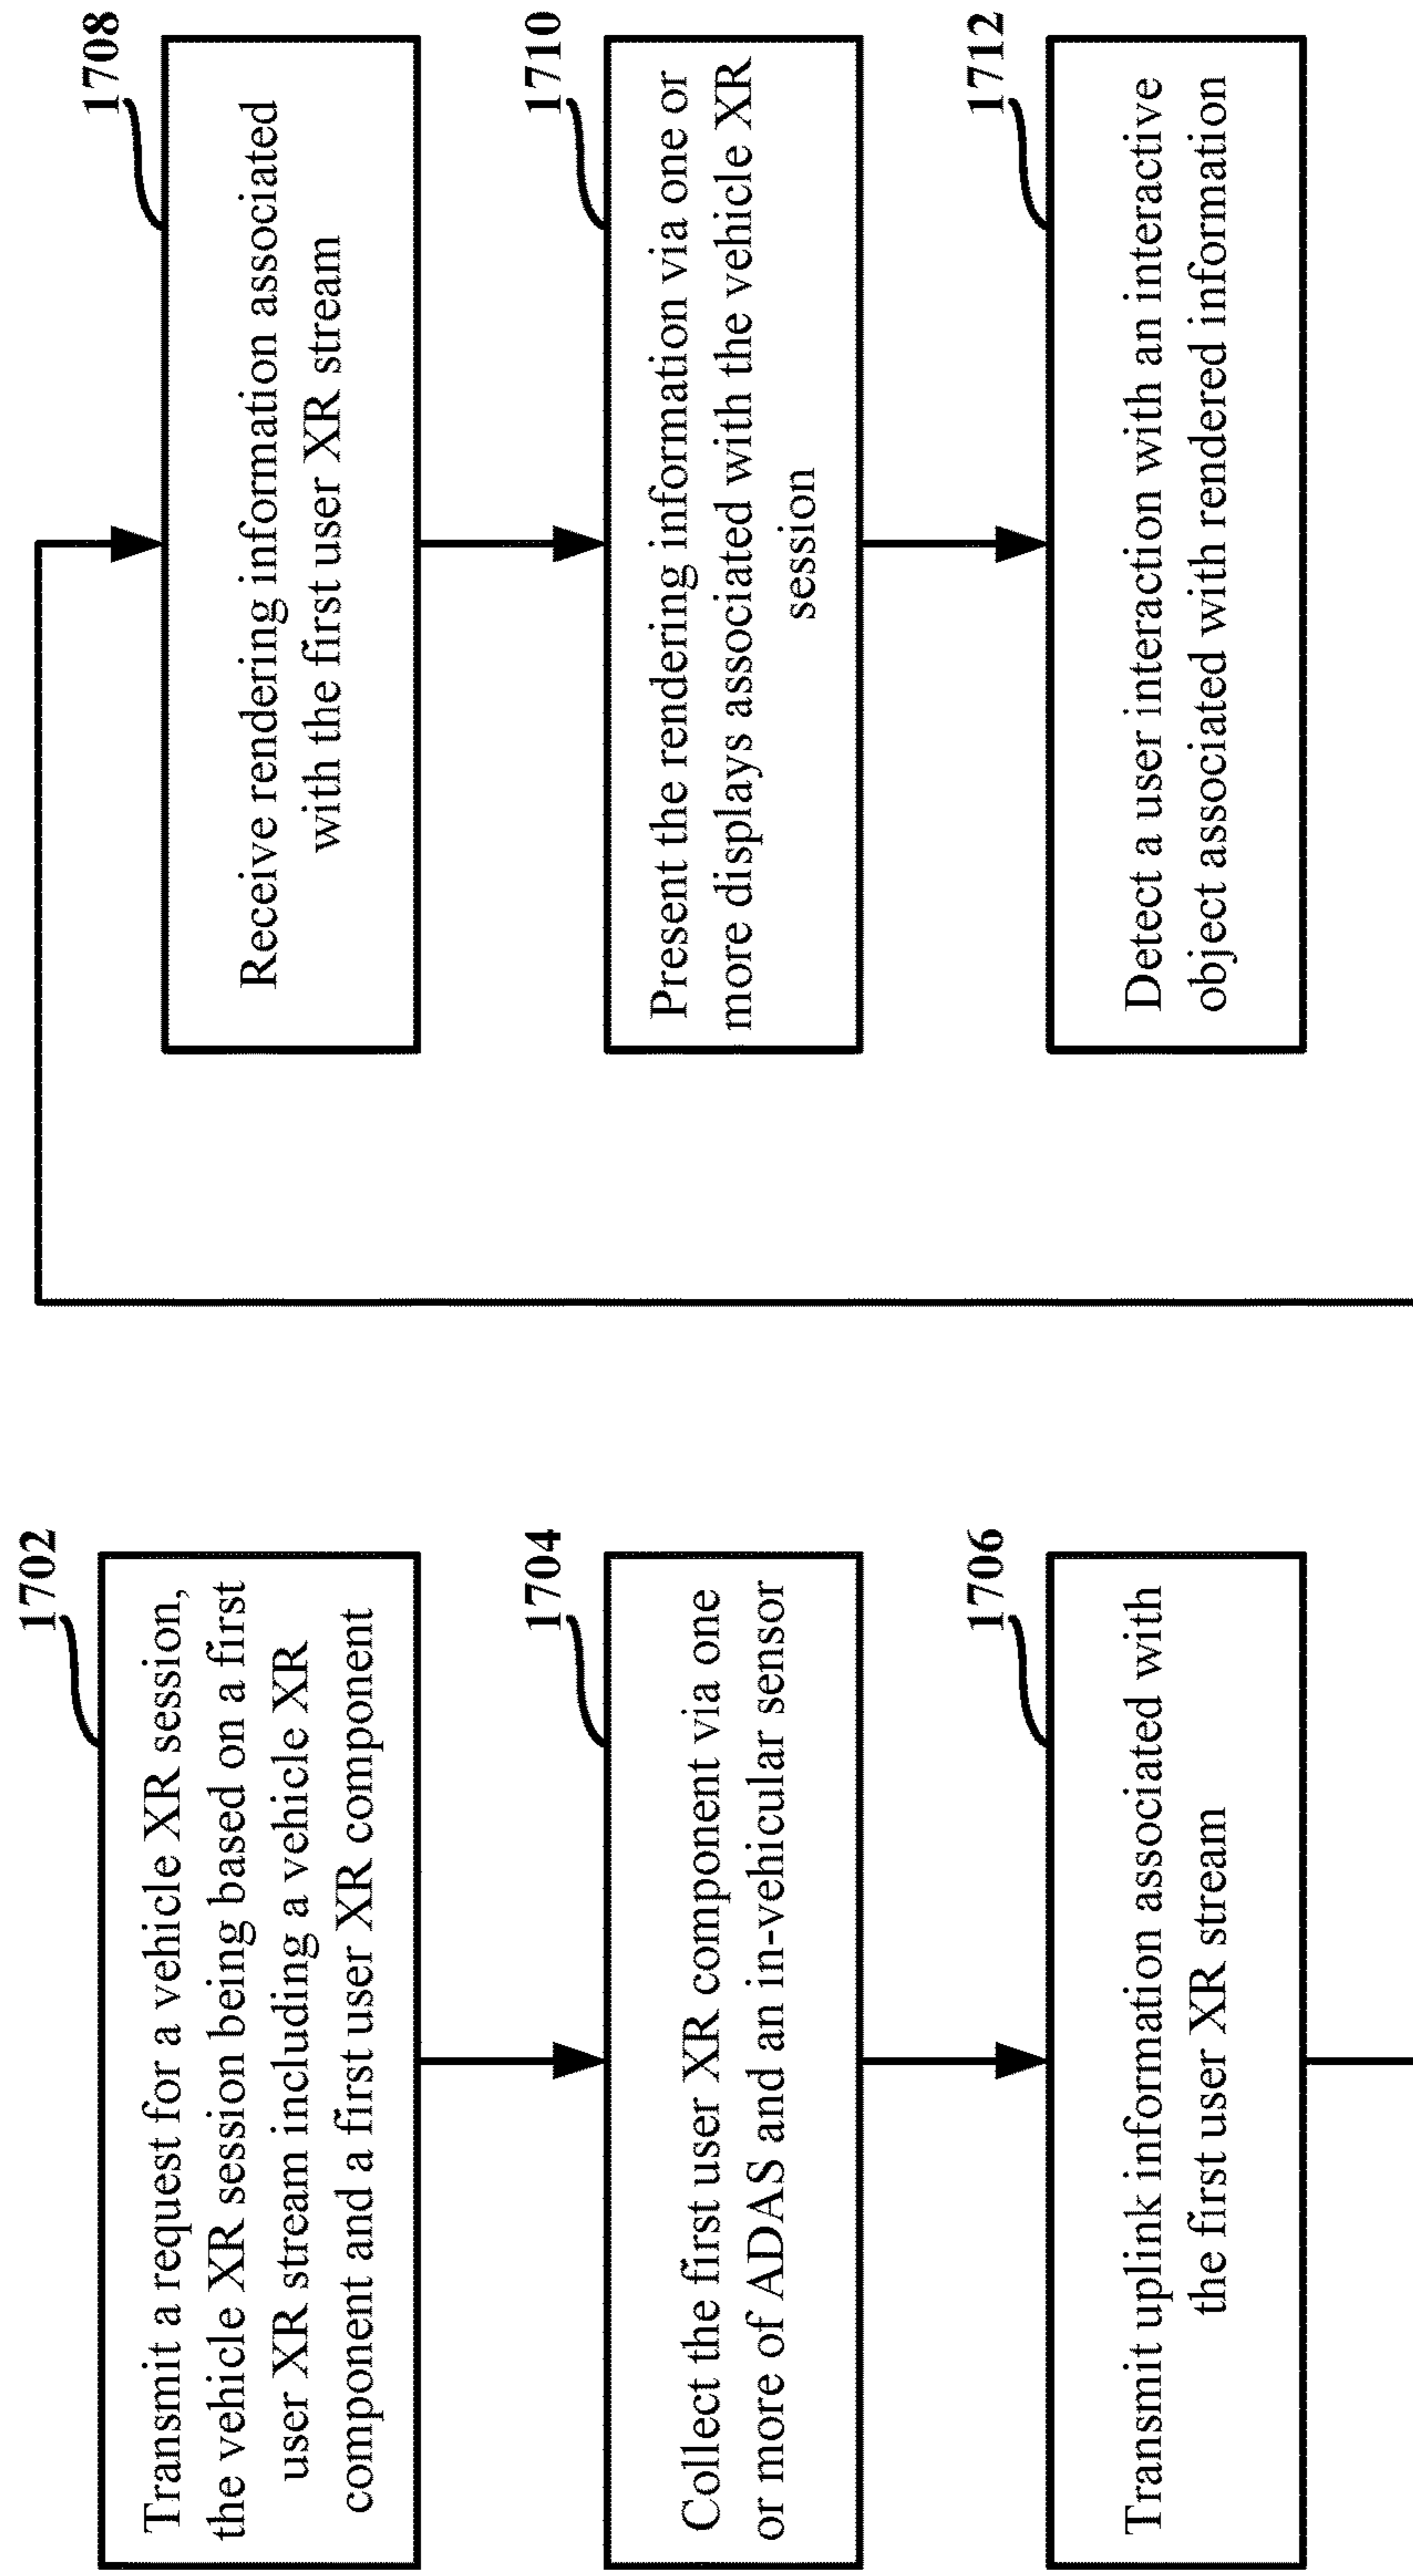 1702
Transmit a request for a vehicle XR session,
the vehicle XR session being based on a first
user XR stream including a vehicle XR
component and a first user XR component
1704
Collect the first user XR component via one
or more of ADAS and an in-vehicular sensor
1706
Transmit uplink information associated with
the first user XR stream
1708
Receive rendering information associated
with the first user XR stream
1710
Present the rendering information via one or
more displays associated with the vehicle XR
session
1712
Detect a user interaction with an interactive
object associated with rendered information